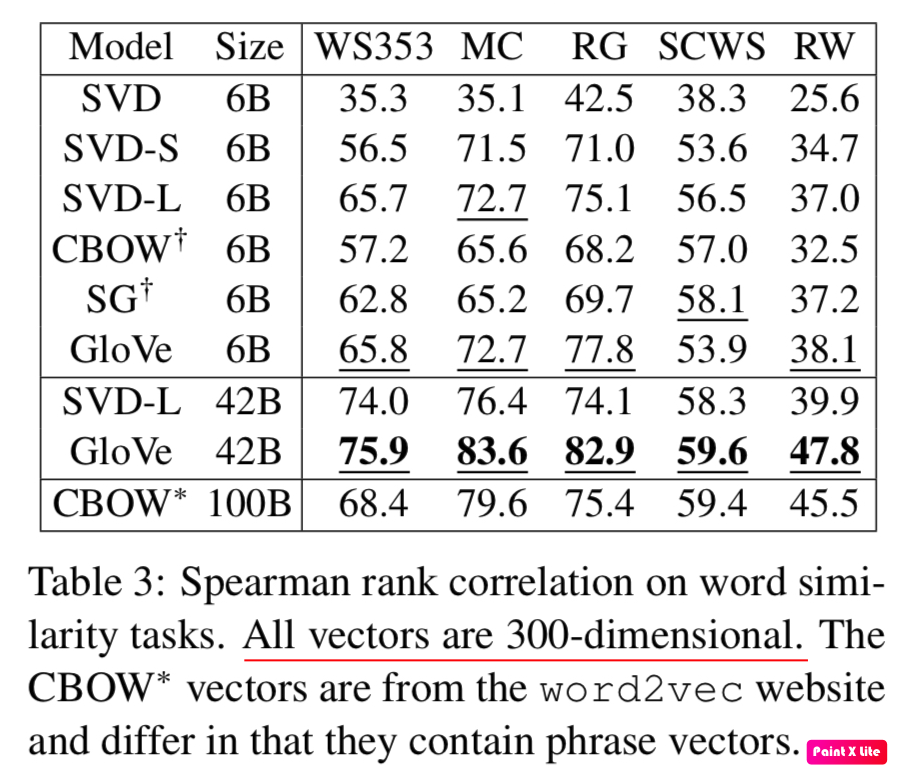 Model Size WS353 MC RG SCWS RW
SVD 6B 35.3 35.1 42.5 38.3 25.6
SVD-S 6B 56.5 71.5 71.0 53.6 34.7
SVD-L 6B 65.7 72.7 75.1 56.5 37.0
CBOW† 6B 57.2 65.6 68.2 57.0 32.5
SG† 6B 62.8 65.2 69.7 58.1 37.2
GloVe 6B 65.8 72.7 77.8 53.9 38.1
SVD-L 42B 74.0 76.4 74.1 58.3 39.9
GloVe 42B 75.9 83.6 82.9 59.6 47.8
CBOW* 100B 68.4 79.6 75.4 59.4 45.5
Table 3: Spearman rank correlation on word simi-
larity tasks. All vectors are 300-dimensional. The
CBOW* vectors are from the word2vec website
and differ in that they contain phrase vectors.
Paint X Lite